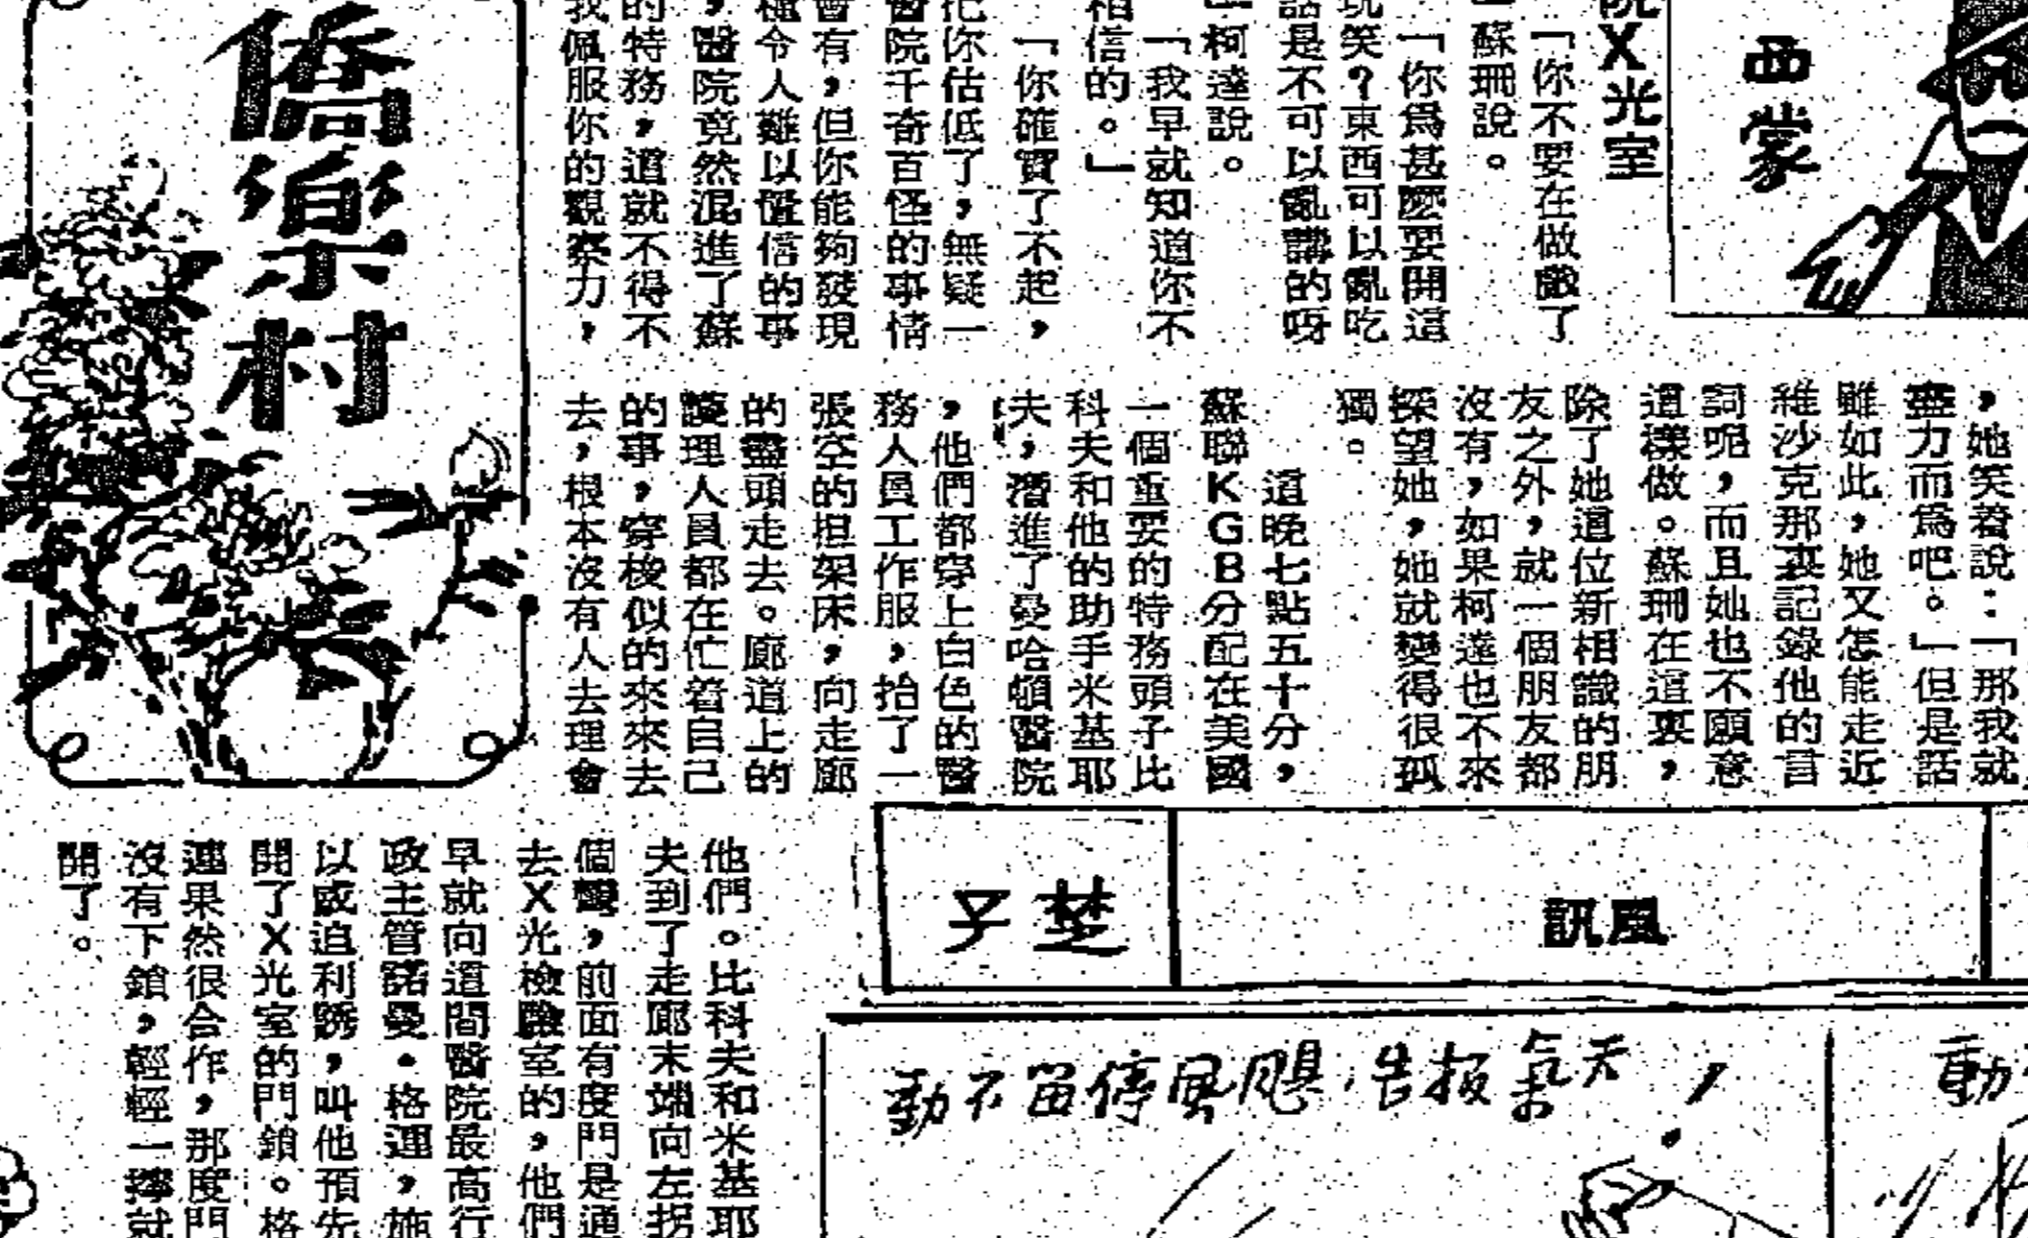 院X光室
西蒙
「你不要在做戲了
蘇珊說。
「你爲甚麼要開這
玩笑？東西可以亂吃
話是不可以亂講的呀
柯達說。
「我早就知道你不
相信的。」
「你確實了不起，
把你估低了，無疑一
醫院千奇百怪的事情
會有，但你能夠發現
種令人難以置信的事
，醫院竟然混進了蘇
的特務，這就不得不
我佩服你的觀察力，
僑樂村
，她笑着說：「那我就
盡力而爲吧。」但是話
雖如此，她又怎能走近
維沙克那裏記錄他的言
詞呢，而且她也不願意
這樣做。蘇珊在這裏，
除了她這位新相識的朋
友之外，就一個朋友都
沒有，如果柯達也不來
探望她，她就變得很孤
獨。
這晚七點五十分，
蘇聯KGB分配在美國
一個重要的特務頭子比
科夫和他的助手米基耶
夫，潛進了曼哈頓醫院
，他們都穿上白色的醫
務人員工作服，抬了一
張空的担架床，向走廊
的盡頭走去。廊道上的
護理人員都在忙着自己
的事，穿梭似的來來去
去，根本沒有人去理會
他們。比科夫和米基耶
夫到了走廊末端向左拐
個彎，前面有度門是通
去X光檢驗室的，他們
早就向這間醫院最高行
政主管諾曼·格連，施
以威迫利誘，叫他預先
開了X光室的門鎖。格
連果然很合作，那度門
沒有下鎖，輕輕一擰就
開了。
風訊
楚子
天氣報告，颶風停留不動
動